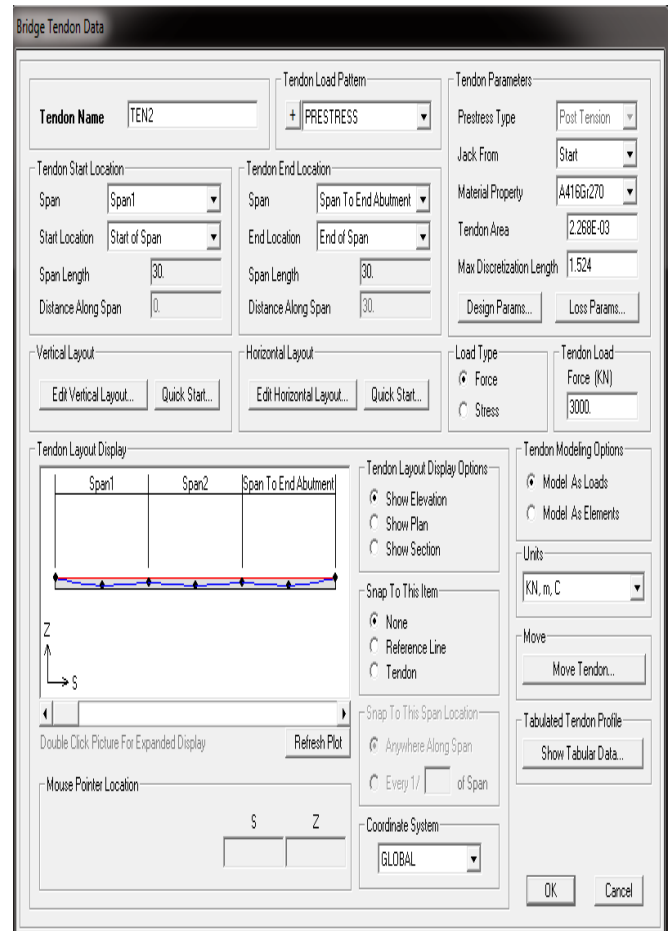 Bridge Tendon Data
Tendon Name TEN2
Tendon Load Pattern
+ PRESTRESS
Tendon Parameters
Prestress Type Post Tension
Jack From Start
Material Property A416Gr270
Tendon Area 2.268E-03
Max Discretization Length 1.524
Design Params... Loss Params...
Tendon Start Location
Span Span1
Start Location Start of Span
Span Length 30.
Distance Along Span 0.
Tendon End Location
Span Span To End Abutment
End Location End of Span
Span Length 30.
Distance Along Span 30.
Vertical Layout
Edit Vertical Layout... Quick Start...
Horizontal Layout
Edit Horizontal Layout... Quick Start...
Load Type
Force
Stress
Tendon Load
Force (KN)
3000.
Tendon Layout Display
Span1 Span2 Span To End Abutment
Z
S
Double Click Picture For Expanded Display Refresh Plot
Mouse Pointer Location
S Z
Tendon Layout Display Options
Show Elevation
Show Plan
Show Section
Snap To This Item
None
Reference Line
Tendon
Snap To This Span Location
Anywhere Along Span
Every 1/ of Span
Coordinate System
GLOBAL
Tendon Modeling Options
Model As Loads
Model As Elements
Units
KN, m, C
Move
Move Tendon...
Tabulated Tendon Profile
Show Tabular Data...
OK Cancel